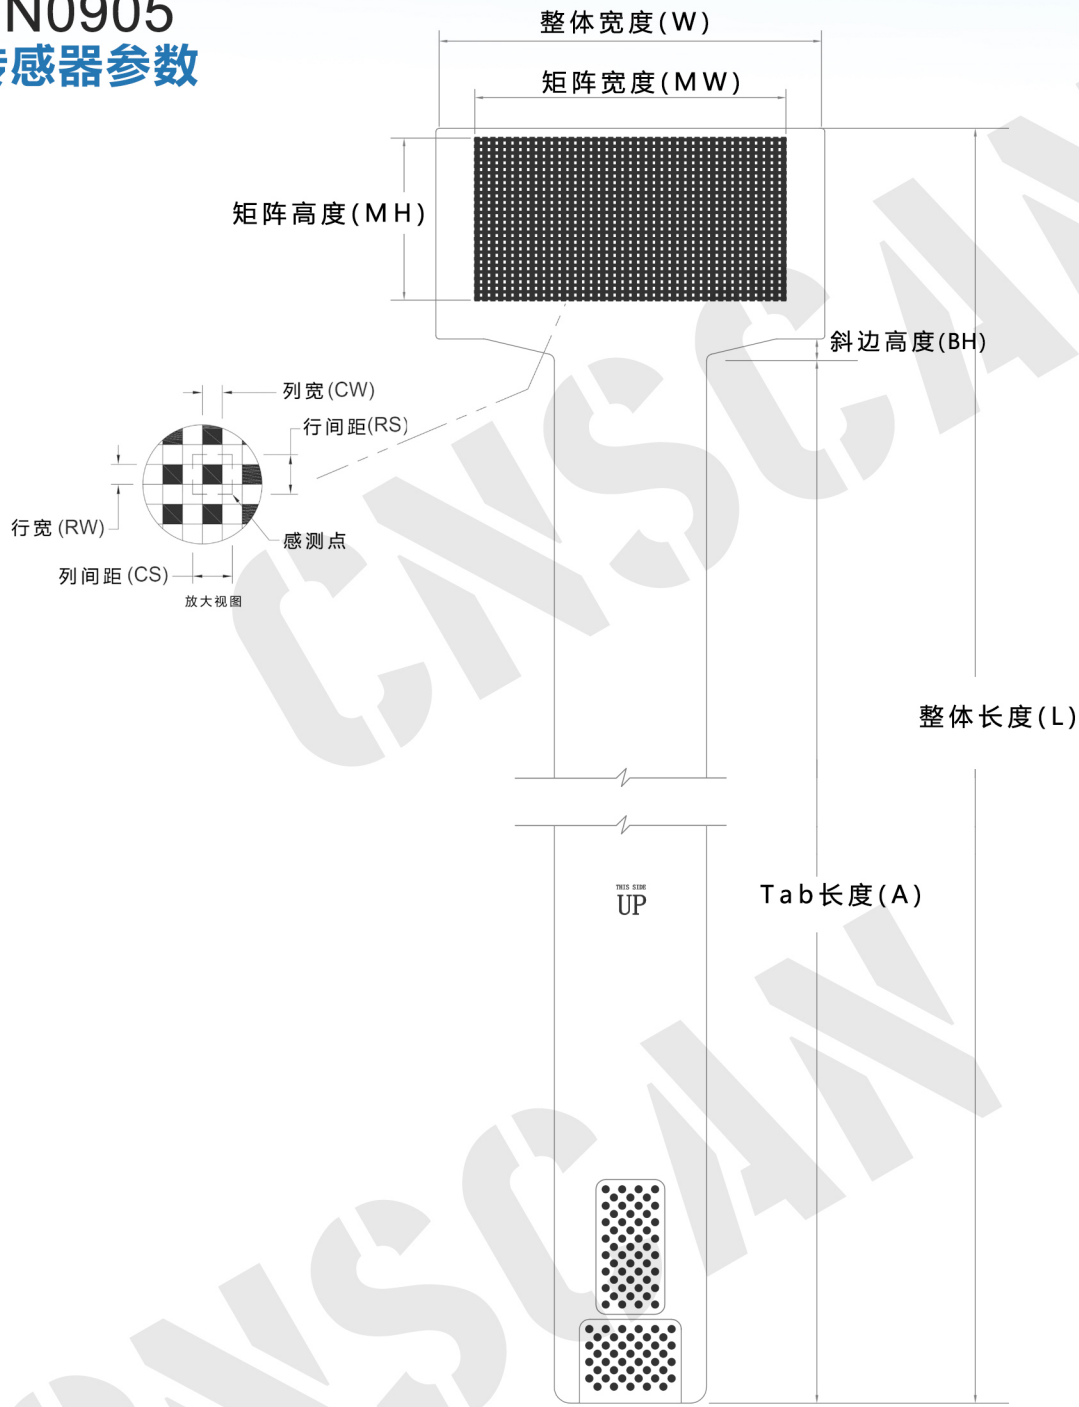 N0905
感器参数
整体宽度(W)
矩阵宽度(MW)
矩阵高度(MH)
斜边高度(BH)
列宽(CW)
行间距(RS)
行宽(RW)
感测点
列间距(CS)
放大视图
整体长度(L)
Tab长度(A)
THIS SIDE
UP
CNSCAN
CNSCAN